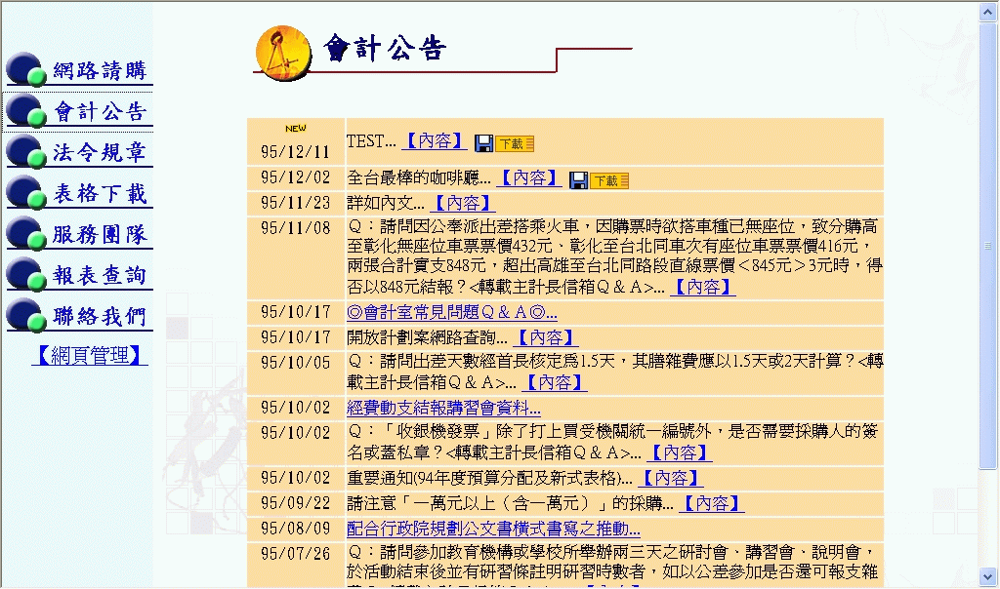 會計公告
網路請購
會計公告
法令規章
表格下載
服務團隊
報表查詢
聯絡我們
【網頁管理】
NEW
95/12/11 TEST... 【內容】 下載
95/12/02 全台最棒的咖啡廳... 【內容】 下載
95/11/23 詳如內文... 【內容】
95/11/08 Ｑ：請問因公奉派出差搭乘火車，因購票時欲搭車種已無座位，致分購高
至彰化無座位車票票價432元、彰化至台北同車次有座位車票票價416元，
兩張合計實支848元，超出高雄至台北同路段直線票價＜845元＞3元時，得
否以848元結報？<轉載主計長信箱Ｑ＆Ａ>... 【內容】
95/10/17 ◎會計室常見問題Ｑ＆Ａ◎...
95/10/17 開放計劃案網路查詢... 【內容】
95/10/05 Ｑ：請問出差天數經首長核定為1.5天，其膳雜費應以1.5天或2天計算？<轉
載主計長信箱Ｑ＆Ａ>... 【內容】
95/10/02 經費動支結報講習會資料...
95/10/02 Ｑ：「收銀機發票」除了打上買受機關統一編號外，是否需要採購人的簽
名或蓋私章？<轉載主計長信箱Ｑ＆Ａ>... 【內容】
95/10/02 重要通知(94年度預算分配及新式表格)... 【內容】
95/09/22 請注意「一萬元以上（含一萬元）」的採購... 【內容】
95/08/09 配合行政院規劃公文書橫式書寫之推動...
95/07/26 Ｑ：請問參加教育機構或學校所舉辦兩三天之研討會、講習會、說明會，
於活動結束後並有研習條註明研習時數者，如以公差參加是否還可報支雜